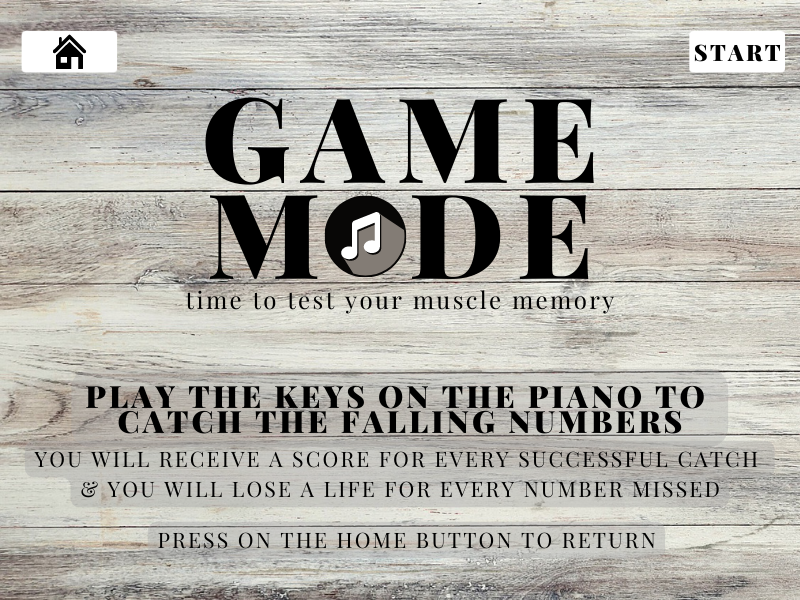 START
GAME
MODE
time to test your muscle memory
PLAY THE KEYS ON THE PIANO TO
CATCH THE FALLING NUMBERS
YOU WILL RECEIVE A SCORE FOR EVERY SUCCESSFUL CATCH
& YOU WILL LOSE A LIFE FOR EVERY NUMBER MISSED
PRESS ON THE HOME BUTTON TO RETURN